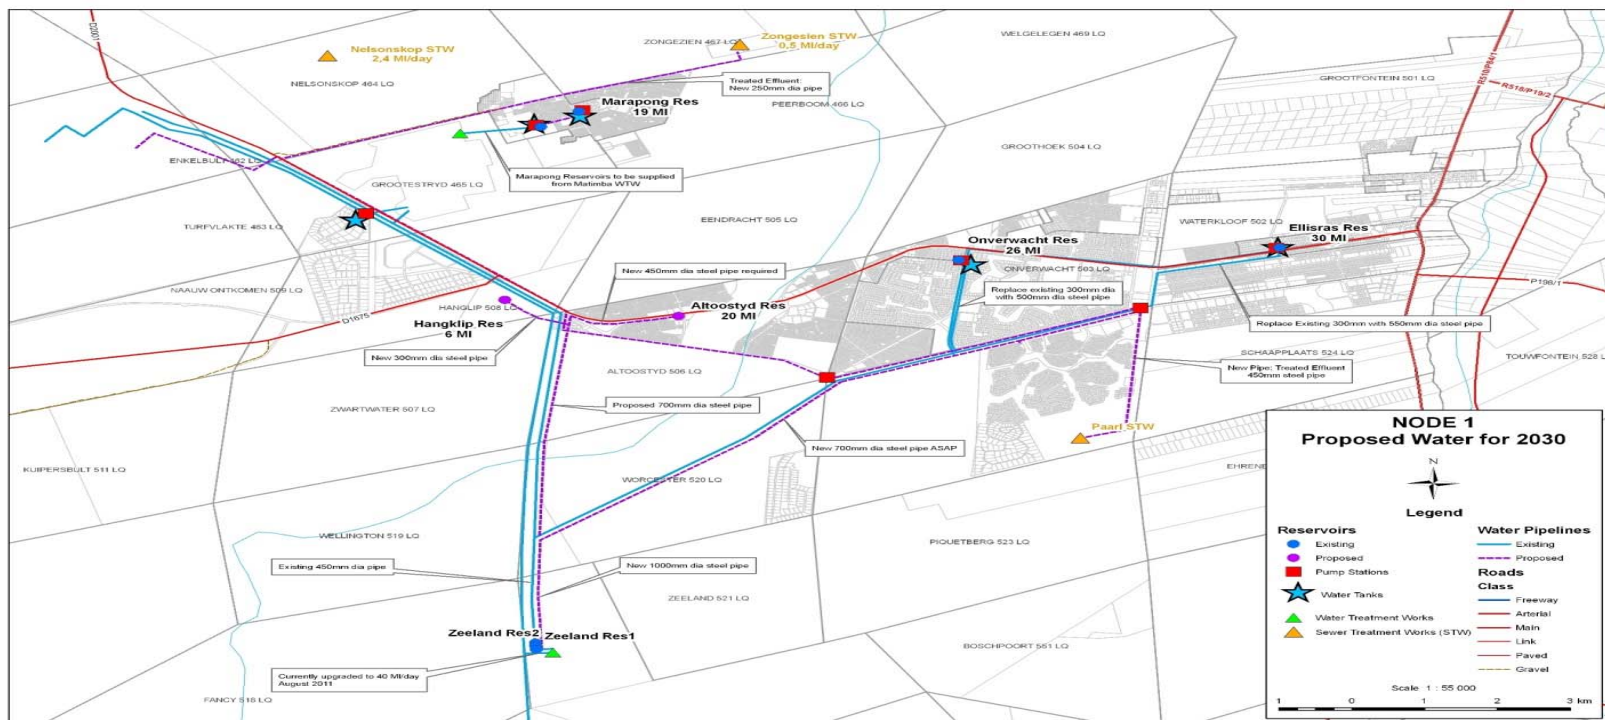 D2001
Nelsonskop STW
2,4 Ml/day
NELSONSKOP 464 LQ
ZONGEZIEN 467 LQ
Zongesien STW
0,5 Ml/day
WELGELEGEN 469 LQ
GROOTFONTEIN 501 LQ
R510/P84/1
R518/P19/2
Treated Effluent:
New 250mm dia pipe
PEERBOOM 466 LQ
Marapong Res
19 Ml
ENKELBULT 462 LQ
GROOTESTRYD 465 LQ
Marapong Reservoirs to be supplied
from Matimba WTW
GROOTHOEK 504 LQ
TURFVLAKTE 463 LQ
EENDRACHT 505 LQ
WATERKLOOF 502 LQ
Ellisras Res
30 Ml
Onverwacht Res
26 Ml
ONVERWACHT 503 LQ
New 450mm dia steel pipe required
NAAUW ONTKOMEN 509 LQ
HANGLIP 508 LQ
Replace existing 300mm dia
with 500mm dia steel pipe
P198/1
Altoostyd Res
20 Ml
D1675
Hangklip Res
6 Ml
Replace Existing 300mm with 550mm dia steel pipe
New 300mm dia steel pipe
SCHAAPPLAATS 524 LQ
TOUWFONTEIN 528 L
ALTOOSTYD 506 LQ
New Pipe: Treated Effluent
450mm steel pipe
ZWARTWATER 507 LQ
Proposed 700mm dia steel pipe
Paarl STW
New 700mm dia steel pipe ASAP
KUIPERSBULT 511 LQ
WORCESTER 520 LQ
EHREND
WELLINGTON 519 LQ
PIQUETBERG 523 LQ
Existing 450mm dia pipe
New 1000mm dia steel pipe
ZEELAND 521 LQ
Zeeland Res2
Zeeland Res1
BOSCHPOORT 551 LQ
Currently upgraded to 40 Ml/day
August 2011
FANCY 518 LQ
NODE 1
Proposed Water for 2030
N
Legend
Reservoirs
Existing
Proposed
Pump Stations
Water Tanks
Water Treatment Works
Sewer Treatment Works (STW)
Water Pipelines
Existing
Proposed
Roads
Class
Freeway
Arterial
Main
Link
Paved
Gravel
Scale 1 : 55 000
1 0 1 2 3 km